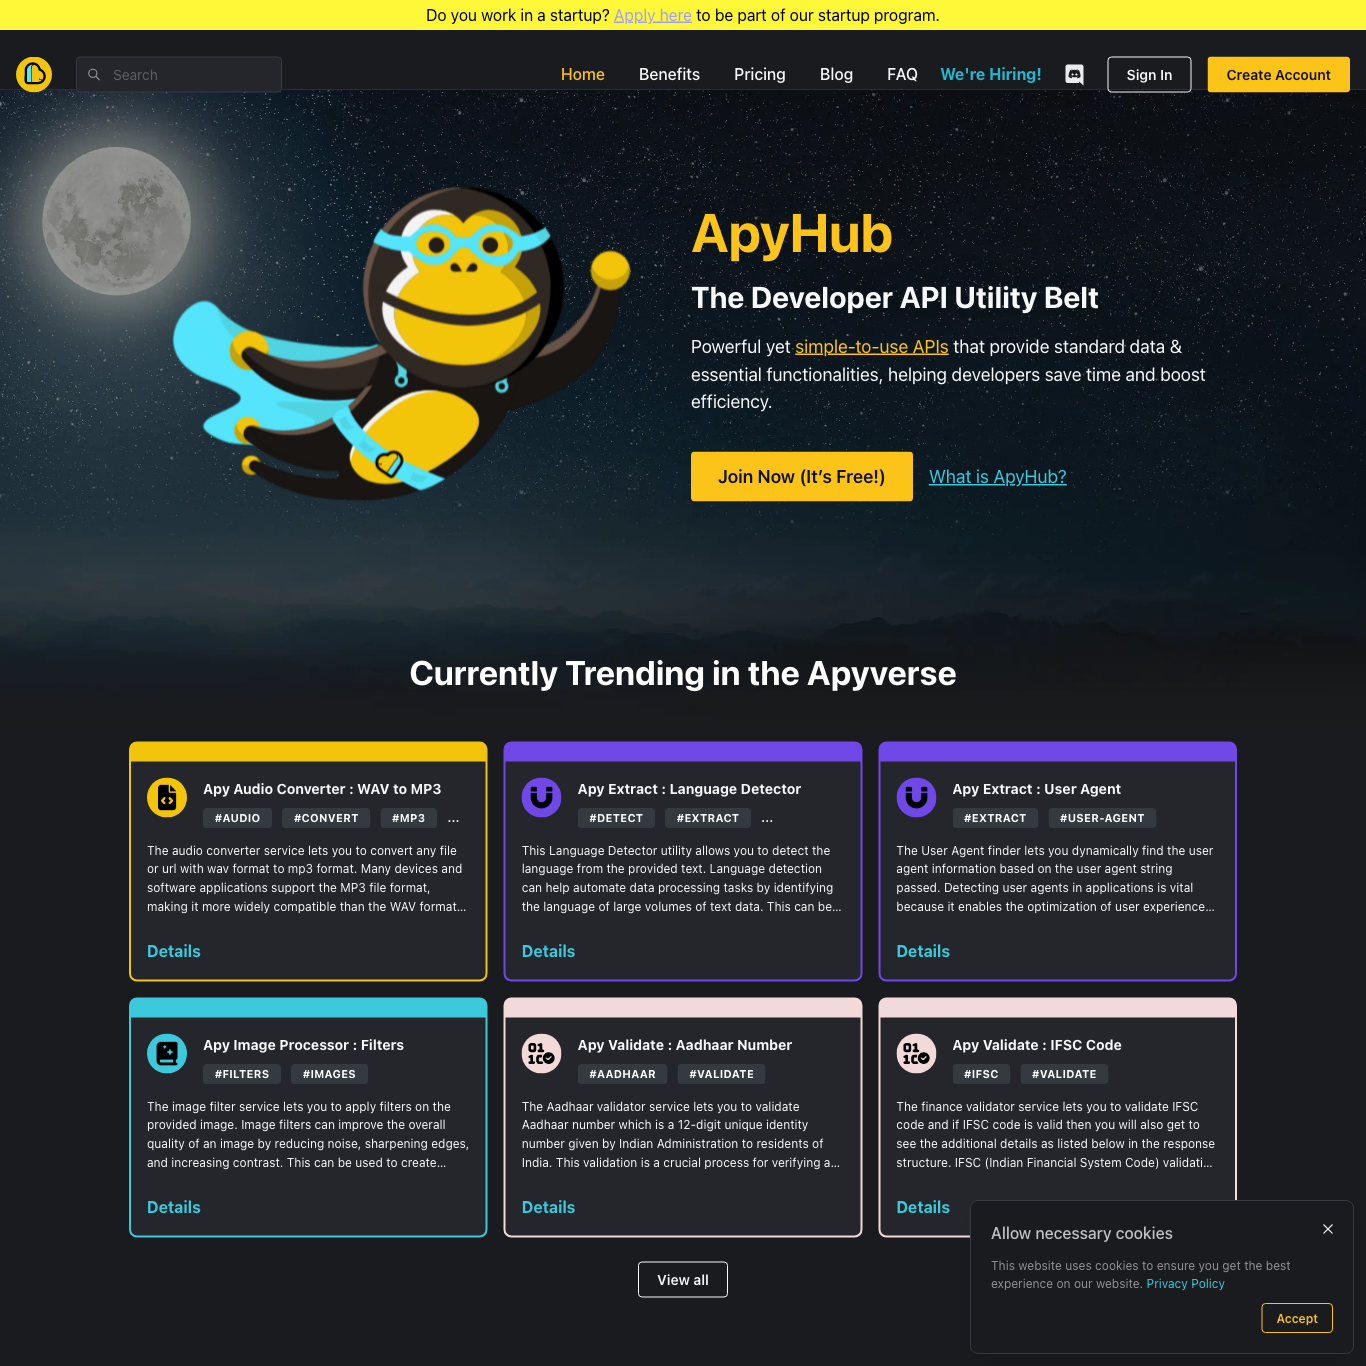 Do you work in a startup? Apply here to be part of our startup program.
Search
Home
Benefits
Pricing
Blog
FAQ
We're Hiring!
Sign In
Create Account
ApyHub
The Developer API Utility Belt
Powerful yet simple-to-use APIs that provide standard data &
essential functionalities, helping developers save time and boost
efficiency.
Join Now (It’s Free!)
What is ApyHub?
Currently Trending in the Apyverse
Apy Audio Converter : WAV to MP3
#AUDIO #CONVERT #MP3 ...
The audio converter service lets you to convert any file
or url with wav format to mp3 format. Many devices and
software applications support the MP3 file format,
making it more widely compatible than the WAV format...
Details
Apy Extract : Language Detector
#DETECT #EXTRACT ...
This Language Detector utility allows you to detect the
language from the provided text. Language detection
can help automate data processing tasks by identifying
the language of large volumes of text data. This can be...
Details
Apy Extract : User Agent
#EXTRACT #USER-AGENT
The User Agent finder lets you dynamically find the user
agent information based on the user agent string
passed. Detecting user agents in applications is vital
because it enables the optimization of user experience...
Details
Apy Image Processor : Filters
#FILTERS #IMAGES
The image filter service lets you to apply filters on the
provided image. Image filters can improve the overall
quality of an image by reducing noise, sharpening edges,
and increasing contrast. This can be used to create...
Details
Apy Validate : Aadhaar Number
#AADHAAR #VALIDATE
The Aadhaar validator service lets you to validate
Aadhaar number which is a 12-digit unique identity
number given by Indian Administration to residents of
India. This validation is a crucial process for verifying a...
Details
Apy Validate : IFSC Code
#IFSC #VALIDATE
The finance validator service lets you to validate IFSC
code and if IFSC code is valid then you will also get to
see the additional details as listed below in the response
structure. IFSC (Indian Financial System Code) validati...
Details
View all
Allow necessary cookies
This website uses cookies to ensure you get the best
experience on our website. Privacy Policy
Accept